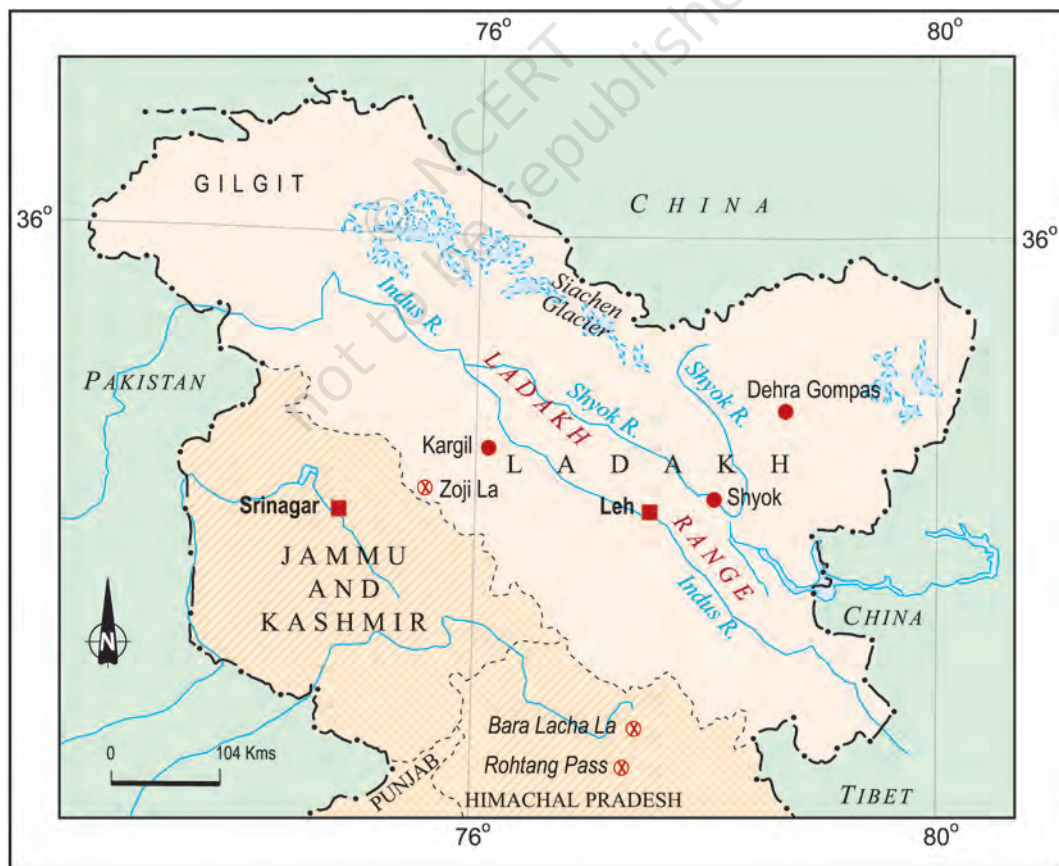 76°
80°
© NCERT
not to be republished
GILGIT
CHINA
36°
36°
Siachen
Glacier
Indus R.
PAKISTAN
LADAKH
Shyok R.
Shyok R.
Dehra Gompas
Kargil
LADAKH
Zoji La
Srinagar
Leh
Shyok
RANGE
JAMMU
AND
KASHMIR
Indus R.
CHINA
N
Bara Lacha La
0
104 Kms
Rohtang Pass
PUNJAB
HIMACHAL PRADESH
TIBET
76°
80°